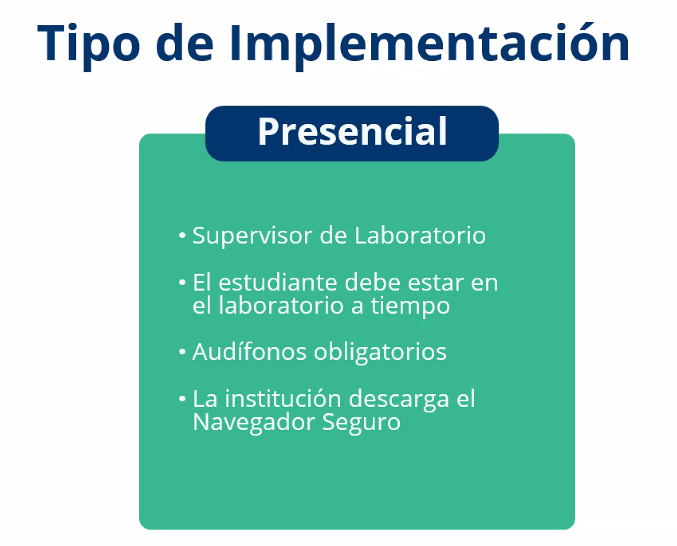 Tipo de Implementación
Presencial
• Supervisor de Laboratorio
• El estudiante debe estar en
el laboratorio a tiempo
• Audífonos obligatorios
• La institución descarga el
Navegador Seguro